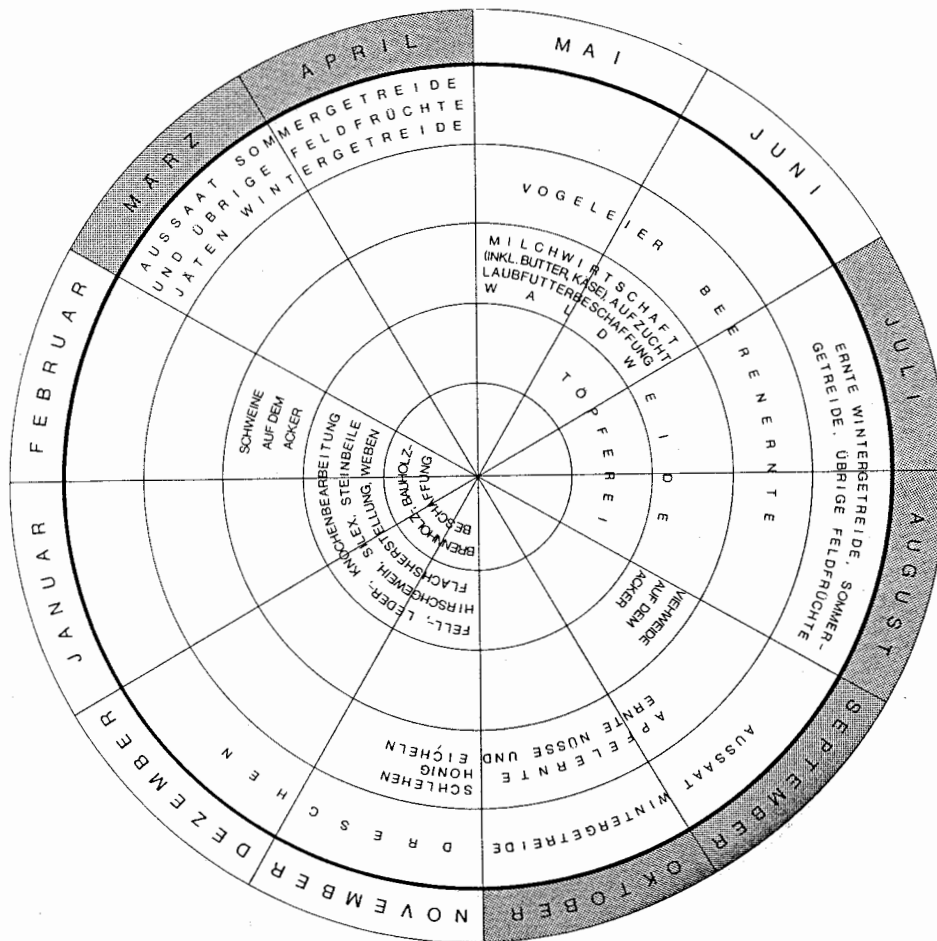 JANUAR
FEBRUAR
MÄRZ
APRIL
MAI
JUNI
JULI
AUGUST
SEPTEMBER
OKTOBER
NOVEMBER
DEZEMBER
AUSSAAT SOMMERGETREIDE
UND ÜBRIGE FELDFRÜCHTE
JÄTEN WINTERGETREIDE
ERNTE WINTERGETREIDE, SOMMER-
GETREIDE, ÜBRIGE FELDFRÜCHTE
AUSSAAT WINTERGETREIDE
DRESCHEN
VOGELEIER BEERENERNTE
APFELERNTE
ERNTE NÜSSE UND EICHELN
HONIG
SCHLEHEN
MILCHWIRTSCHAFT
(INKL. BUTTER, KÄSE), AUFZUCHT
LAUBFUTTERBESCHAFFUNG
WALDWEIDE
VIEHWEIDE
AUF DEM
ACKER
SCHWEINE
AUF DEM
ACKER
TÖPFEREI
FELL-, LEDER-, KNOCHENBEARBEITUNG
HIRSCHGEWEIH, SILEX, STEINBEILE
FLACHSHERSTELLUNG, WEBEN
BRENNHOLZ, BAUHOLZ-
BESCHAFFUNG